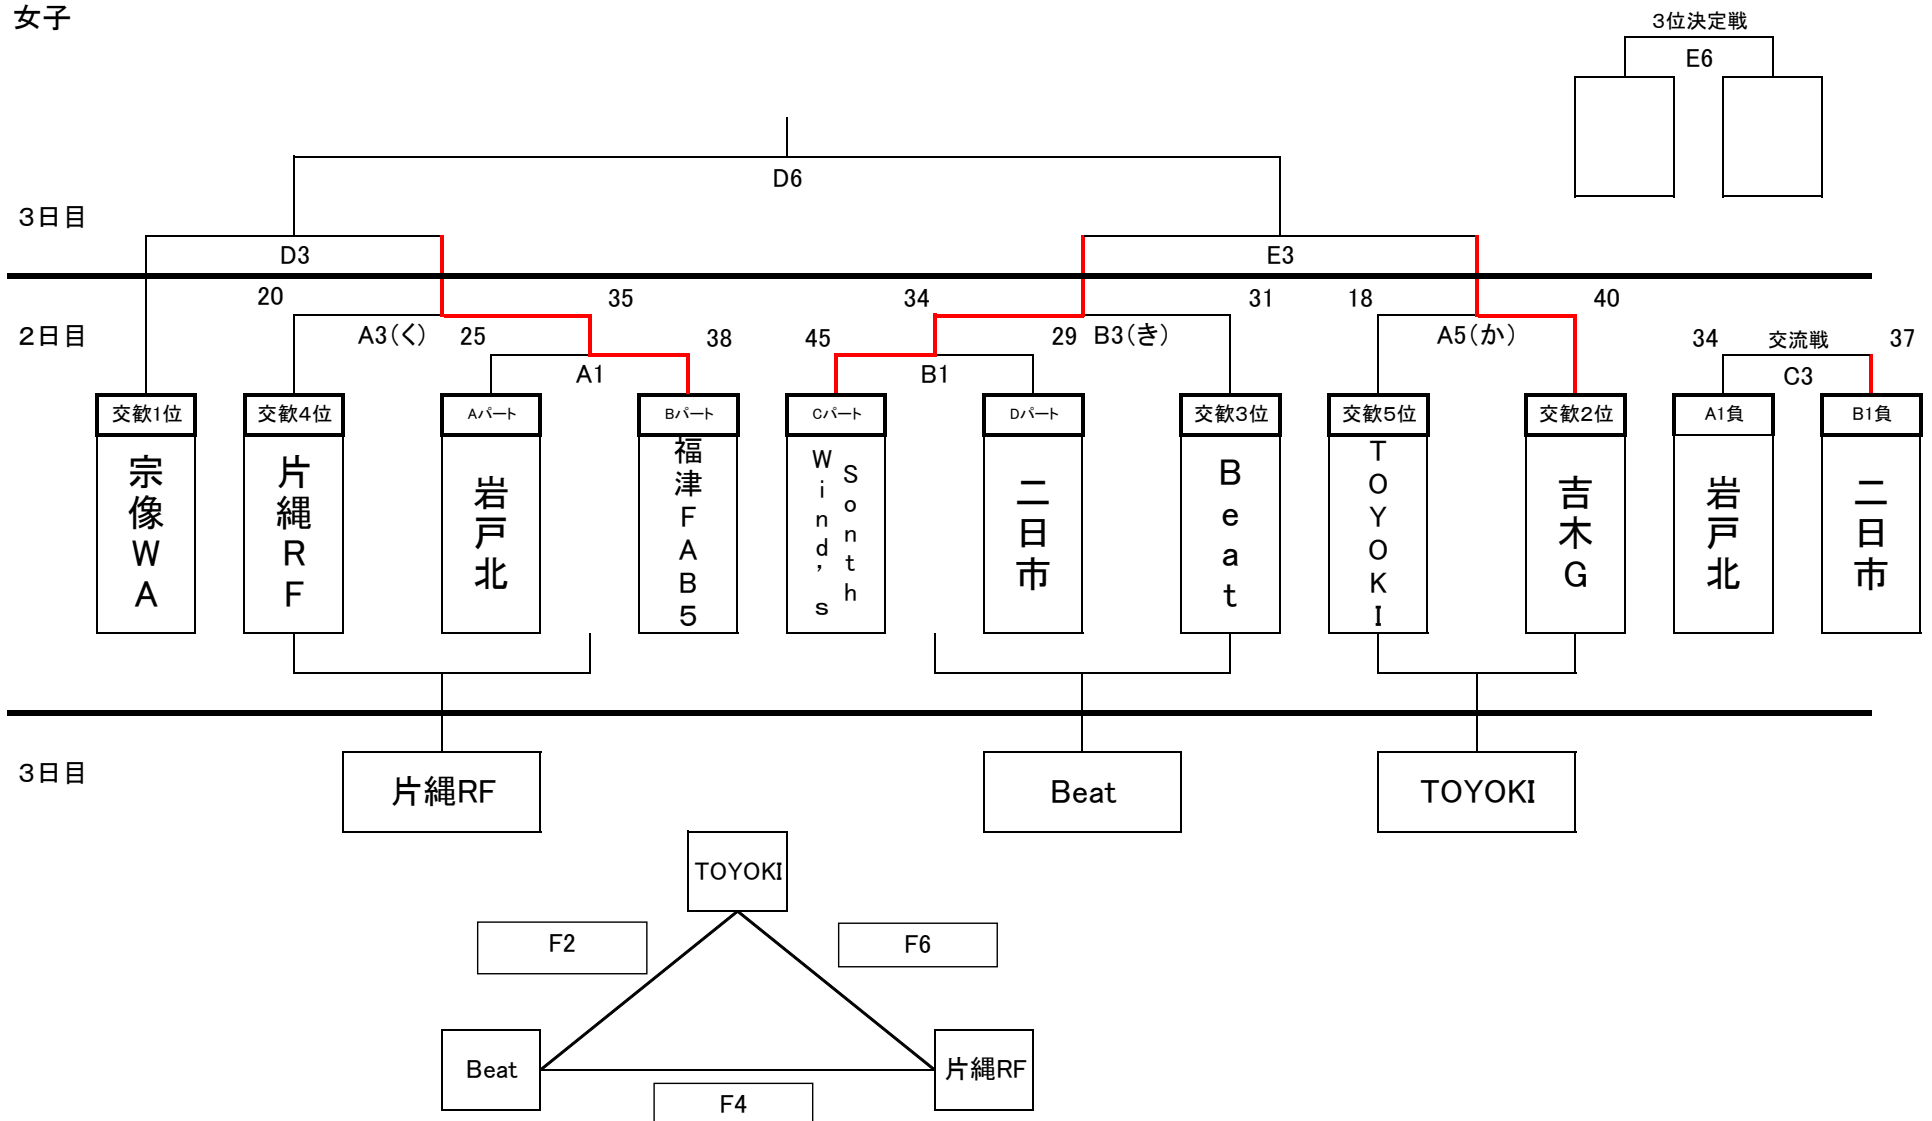 女子
3位決定戦
E6
D6
3日目
D3
E3
20
35
34
31
18
40
2日目
A3(く)
25
38
45
29
B3(き)
A5(か)
34
交流戦
37
A1
B1
C3
交歓1位
交歓4位
Aパート
Bパート
Cパート
Dパート
交歓3位
交歓5位
交歓2位
A1負
B1負
宗像WA
片縄RF
岩戸北
福津FAB5
Sonth
Wind's
二日市
Beat
TOYOKI
吉木G
岩戸北
二日市
3日目
片縄RF
Beat
TOYOKI
TOYOKI
F2
F6
Beat
片縄RF
F4